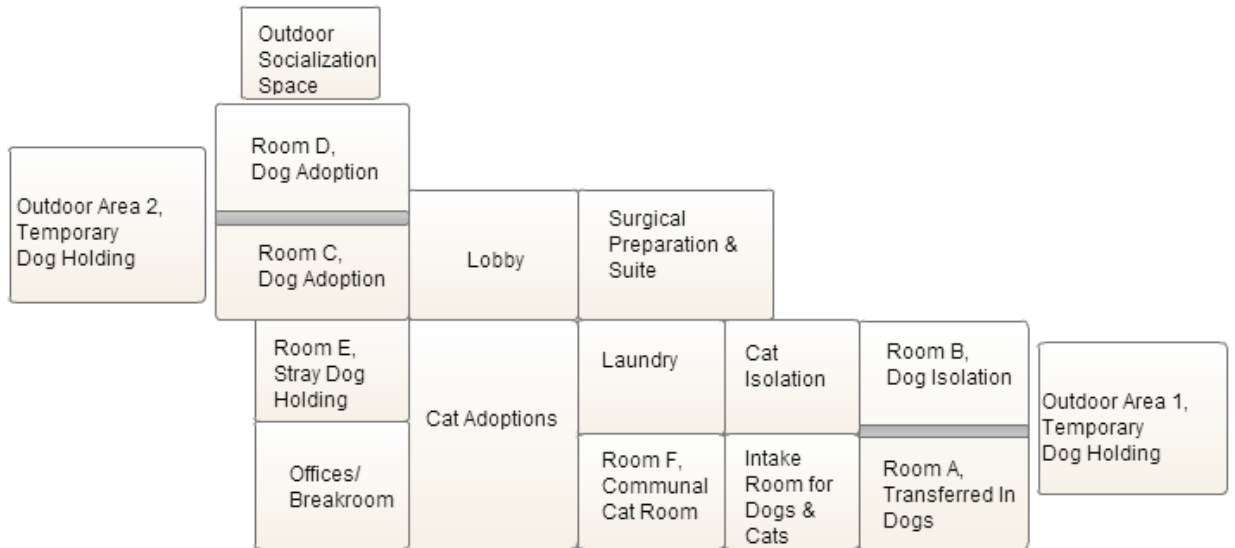 Outdoor
Socialization
Space
Room D,
Dog Adoption
Outdoor Area 2,
Temporary
Dog Holding
Room C,
Dog Adoption
Lobby
Surgical
Preparation &
Suite
Room E,
Stray Dog
Holding
Cat Adoptions
Laundry
Cat
Isolation
Room B,
Dog Isolation
Outdoor Area 1,
Temporary
Dog Holding
Offices/
Breakroom
Room F,
Communal
Cat Room
Intake
Room for
Dogs &
Cats
Room A,
Transferred In
Dogs